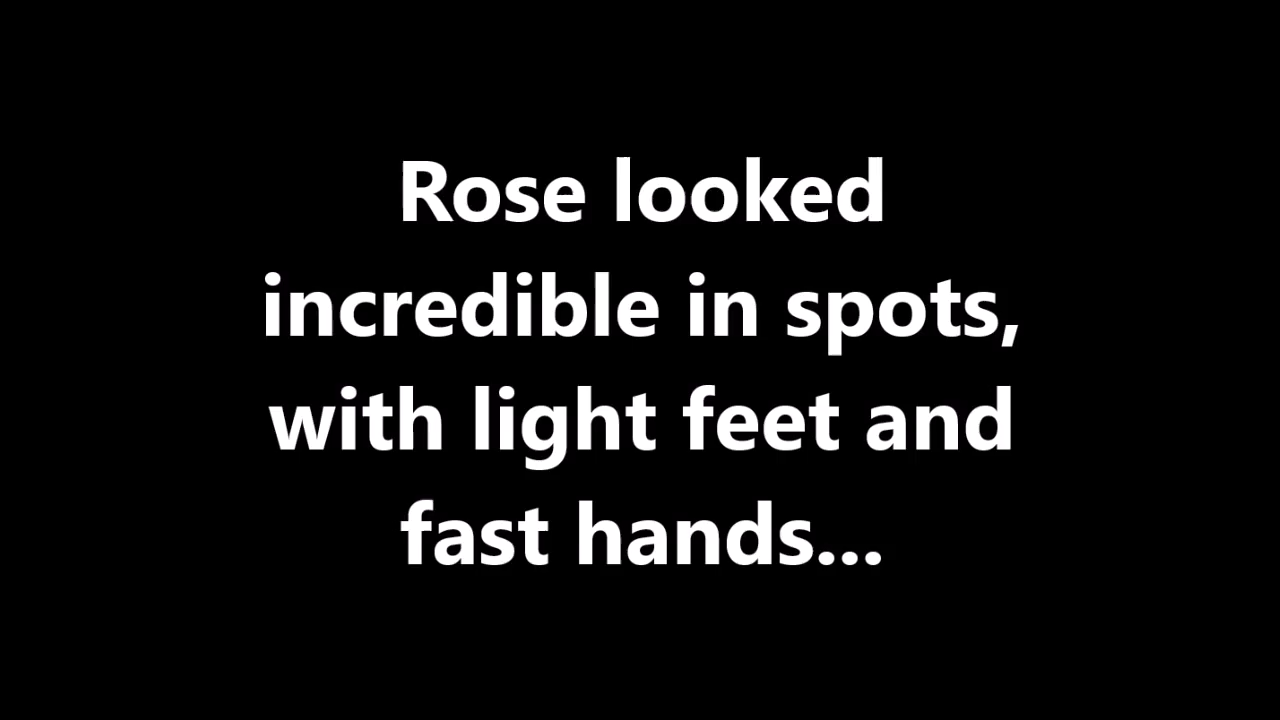 Rose looked
incredible in spots,
with light feet and
fast hands...